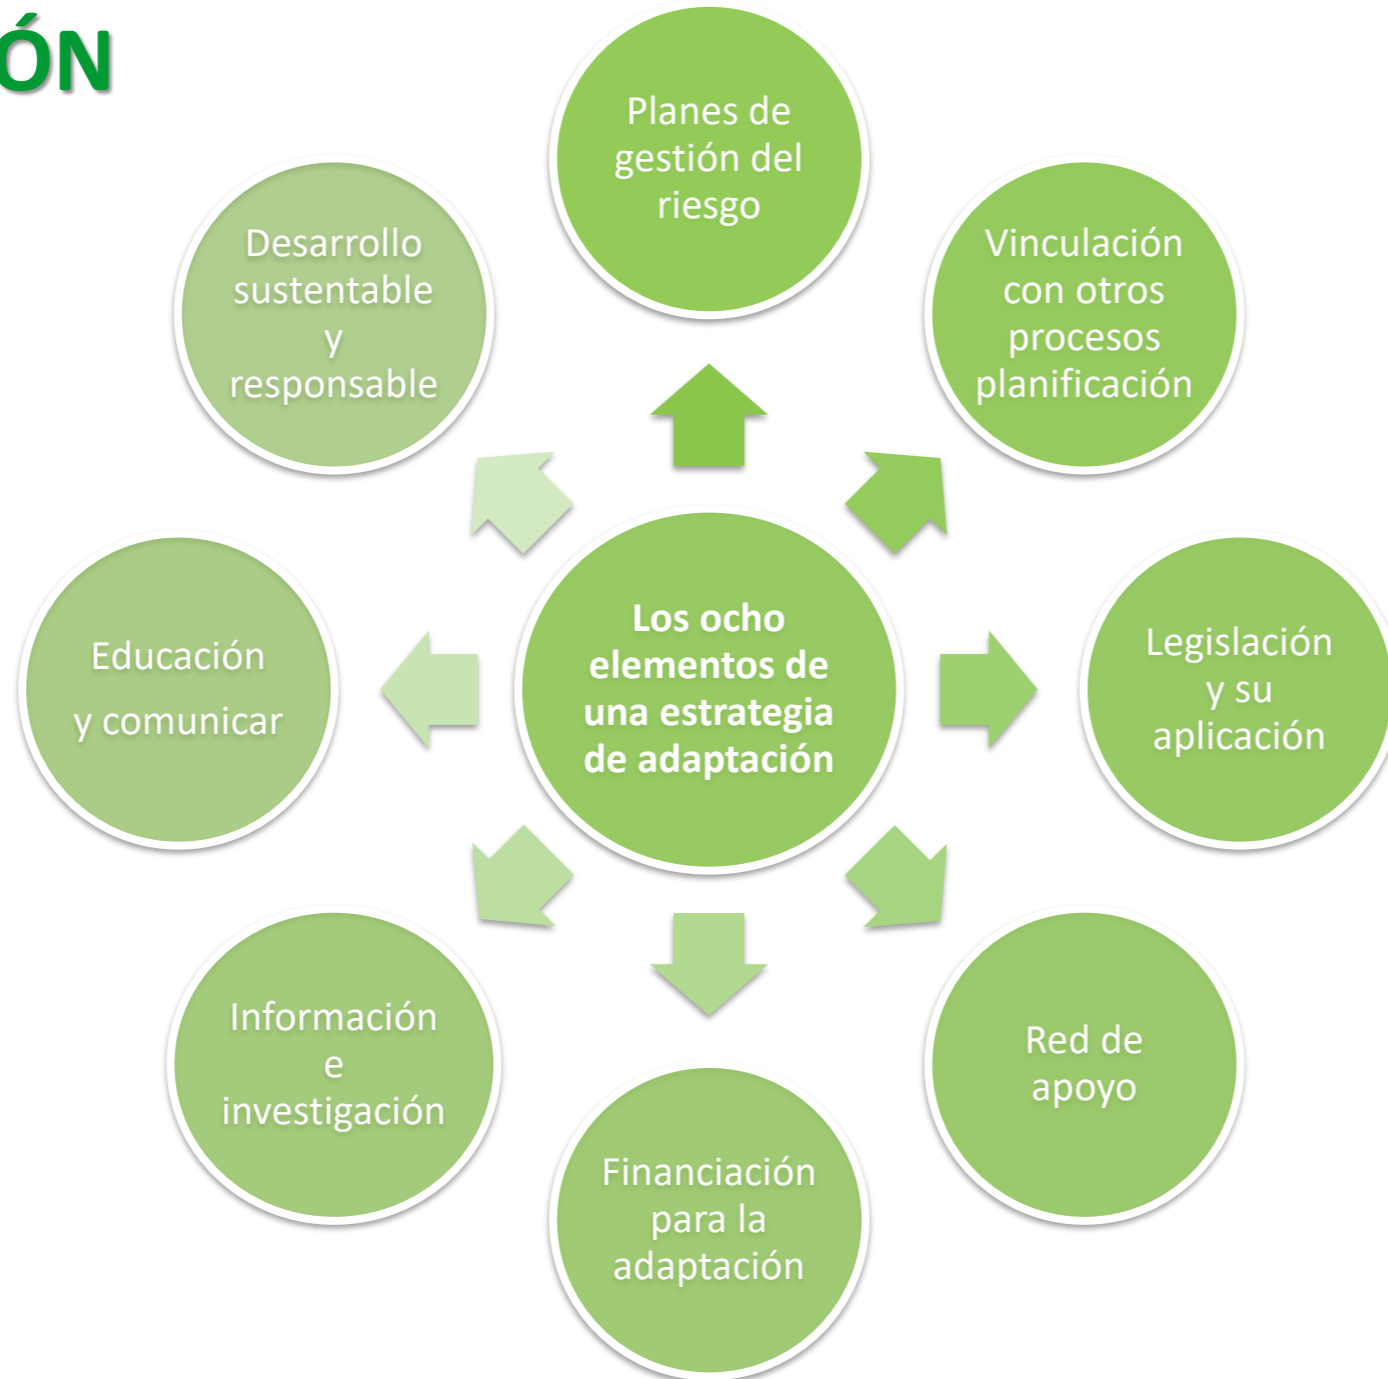 ÓN
Planes de
gestión del
riesgo
Vinculación
con otros
procesos
planificación
Legislación
y su
aplicación
Red de
apoyo
Financiación
para la
adaptación
Información
e
investigación
Educación
y comunicar
Desarrollo
sustentable
y
responsable
Los ocho
elementos de
una estrategia
de adaptación